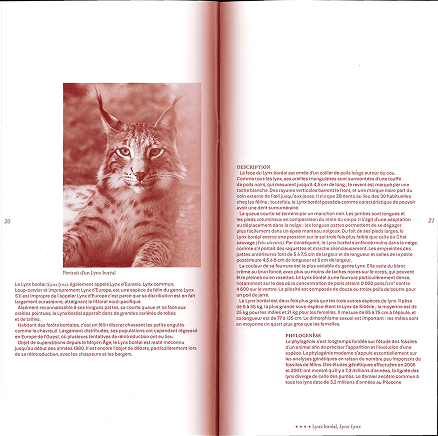 20
Portrait d'un Lynx boréal
Le Lynx boréal (Lynx lynx), également appelé Lynx d'Eurasie, Lynx commun,
Loup-cervier et improprement Lynx d'Europe, est une espèce de félin du genre Lynx.
S'il est impropre de l'appeler Lynx d'Europe c'est parce que sa distribution est en fait
largement eurasienne, atteignant le littoral nord-pacifique.
Aisément reconnaissable à ses longues pattes, sa courte queue et sa face aux
oreilles pointues, le Lynx boréal apparaît dans de grandes variétés de robes
et de tailles.
Habitant des forêts boréales, c'est un félin discret chassant les petits ongulés
comme le chevreuil. Largement distribuées, ses populations ont cependant régressé
en Europe de l'Ouest, où plusieurs tentatives de réintroduction ont eu lieu.
Objet de superstitions depuis le Moyen Âge, le Lynx boréal est resté méconnu
jusqu'au début des années 1980. Il est encore l'objet de débats, particulièrement lors
de sa réintroduction, avec les chasseurs et les bergers.
DESCRIPTION
La face du Lynx boréal est ornée d'un collier de poils longs autour du cou.
Comme tous les lynx, ses oreilles triangulaires sont surmontées d'une touffe
de poils noirs, qui mesurent jusqu'à 4,5 cm de long ; le revers est marqué par une
tache blanche. Des rayures verticales barrent le front, et une marque noire part du
coin externe de l'œil jusqu'aux joues. Il n'a que 28 dents au lieu des 30 habituelles
chez les félins ; toutefois, le Lynx boréal possède comme caractéristique de pouvoir
avoir une dent surnuméraire.
La queue courte se termine par un manchon noir. Les jambes sont longues et
les pieds volumineux en comparaison du reste du corps. Il s'agit d'une adaptation
au déplacement dans la neige : les longues pattes permettent de se dégager
plus facilement dans un épais manteau neigeux. Du fait de ses pieds larges, le
Lynx boréal exerce une pression sur le sol trois fois plus faible que celle du Chat
sauvage (Felis silvestris). Par conséquent, le Lynx boréal s'enfonce moins dans la neige,
comme s'il portait des raquettes et marche silencieusement. Les empreintes des
pattes antérieures font de 5 à 7,5 cm de largeur et de longueur et celles de la patte
postérieure 4,5 à 6 cm de longueur et 5 cm de largeur.
La couleur de sa fourrure est la plus variable du genre Lynx. Elle varie du blanc
crème au brun foncé, avec plus ou moins de taches noires sur le corps, qui peuvent
être pleines ou en rosettes. Le Lynx boréal a une fourrure particulièrement dense,
notamment sur le dos où la concentration de poils atteint 9 000 poils/cm² contre
4 600 sur le ventre. La pilosité est composée de douze ou treize poils de bourre pour
un poil de jarre.
Le Lynx boréal est deux fois plus gros que les trois autres espèces de lynx. Il pèse
de 15 à 35 kg, la plus grande sous-espèce étant le Lynx de Sibérie ; la moyenne est de
25 kg pour les mâles et 21 kg pour les femelles. Il mesure de 65 à 75 cm à l'épaule, et
sa longueur est de 77 à 135 cm. Le dimorphisme sexuel est important : les mâles sont
en moyenne un quart plus gros que les femelles.
PHYLOGENÈSE
La phylogénie s'est longtemps fondée sur l'étude des fossiles
d'un animal afin de préciser l'apparition et l'évolution d'une
espèce. La phylogénie moderne s'appuie essentiellement sur
les analyses génétiques en raison du nombre peu important de
fossiles de félins. Des études génétiques effectuées en 2006
et 2007, ont montré qu'il y a 7,2 millions d'années, la lignée des
lynx diverge de celle des pumas. Le dernier ancêtre commun à
tous les lynx date de 3,2 millions d'années au Pliocène
Lynx boréal, Lynx lynx
21